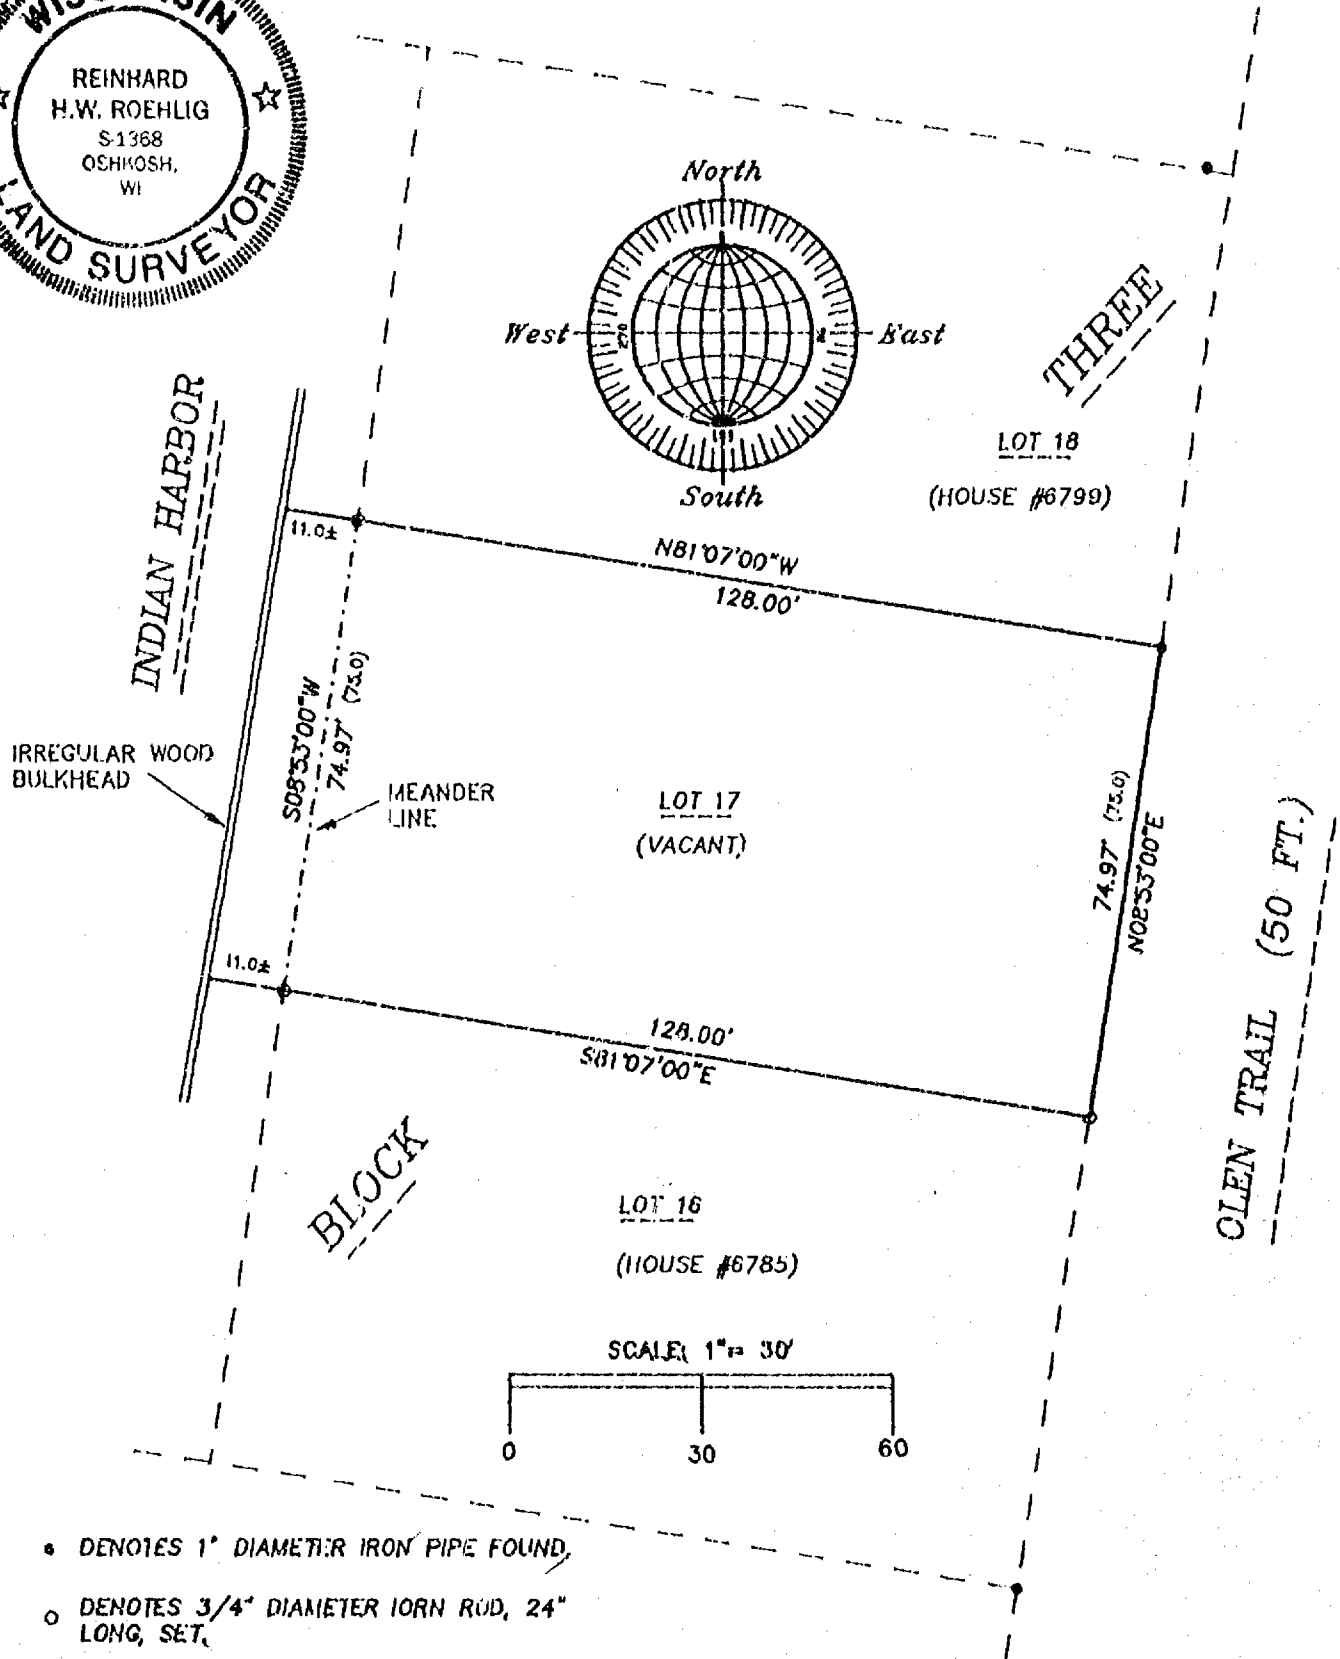 WISCONSIN
REINHARD
H.W. ROEHLIG
S-1368
OSHKOSH,
WI
LAND SURVEYOR
North
West
East
South
THREE
LOT 18
(HOUSE #6799)
INDIAN HARBOR
11.0±
N81°07'00"W
128.00'
S08°53'00"W
74.97' (75.0)
IRREGULAR WOOD
BULKHEAD
MEANDER
LINE
LOT 17
(VACANT)
74.97' (75.0)
N08°53'00"E
OLEN TRAIL (50 FT.)
11.0±
128.00'
S81°07'00"E
BLOCK
LOT 16
(HOUSE #6785)
SCALE: 1"= 30'
0 30 60
DENOTES 1" DIAMETER IRON PIPE FOUND.
DENOTES 3/4" DIAMETER IORN ROD, 24"
LONG, SET.